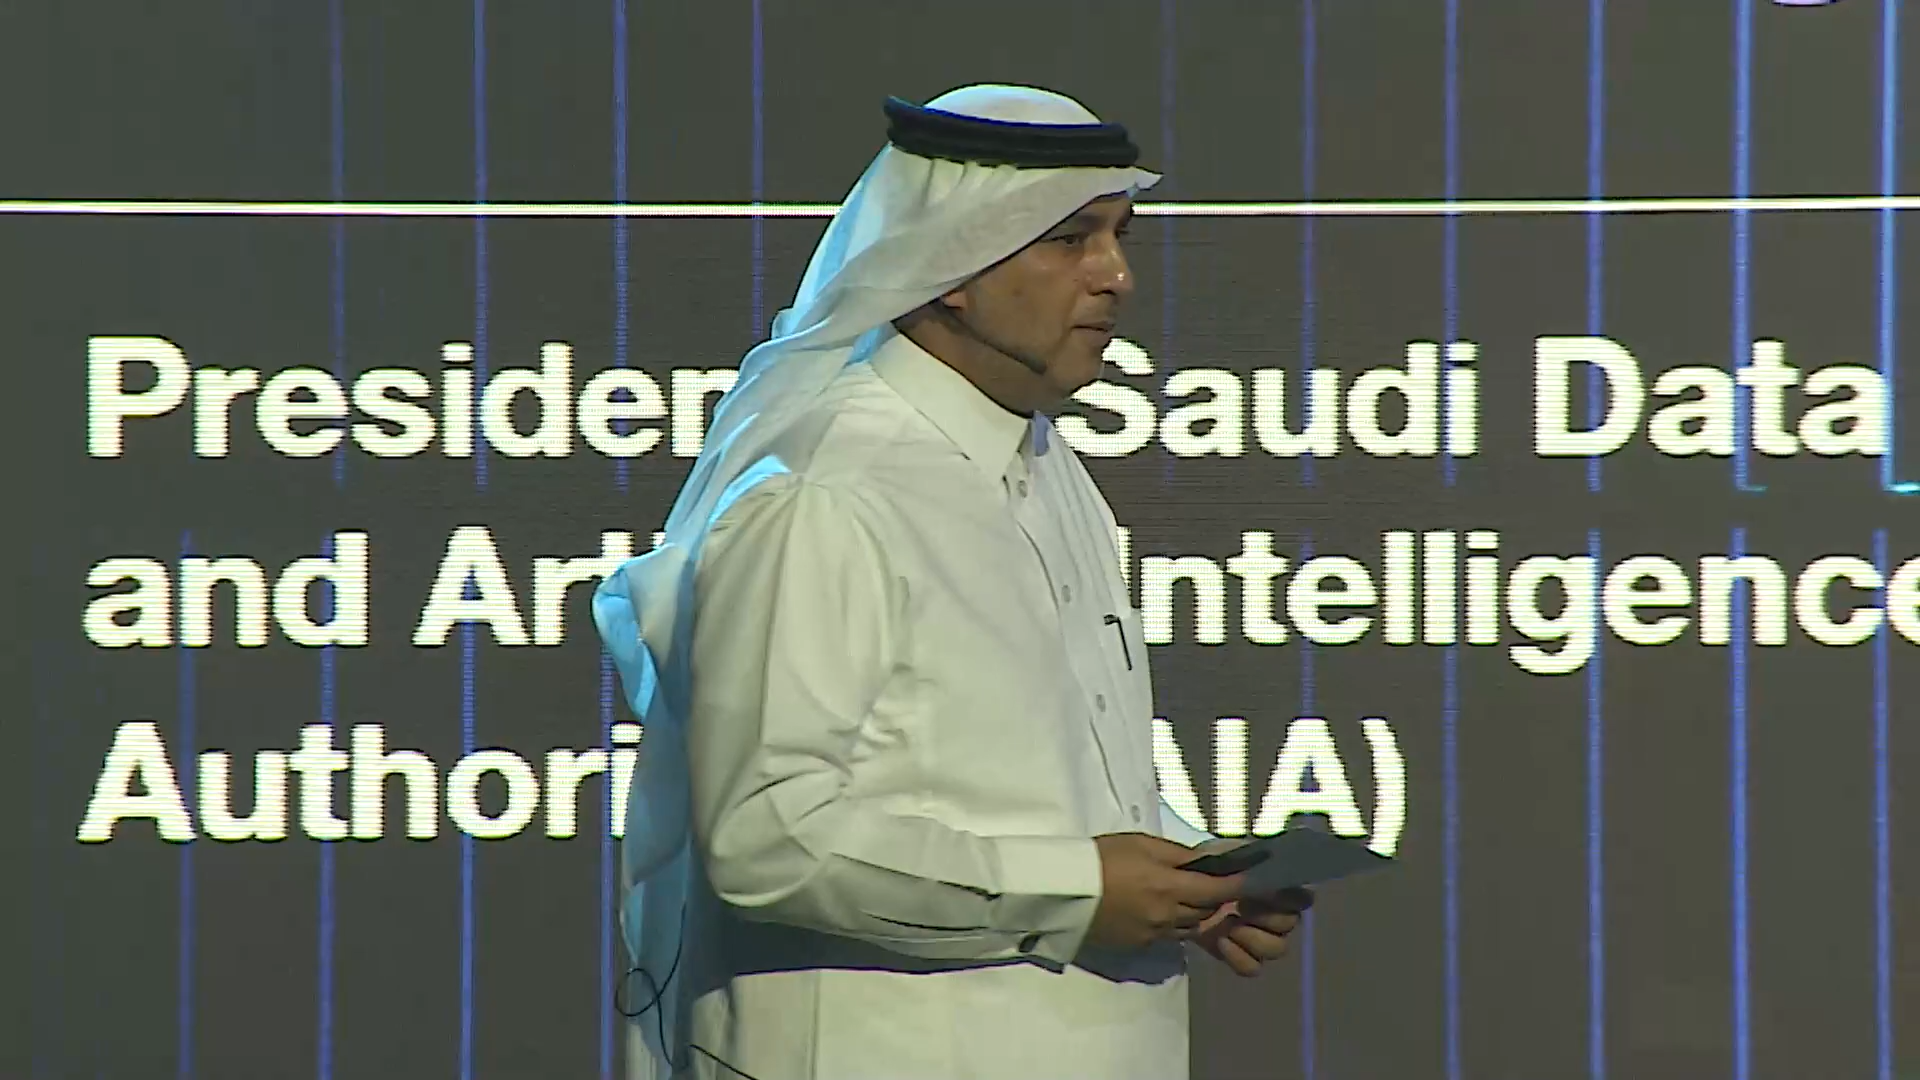 Presiden Saudi Data
and Art Intelligence
Authori AIA)